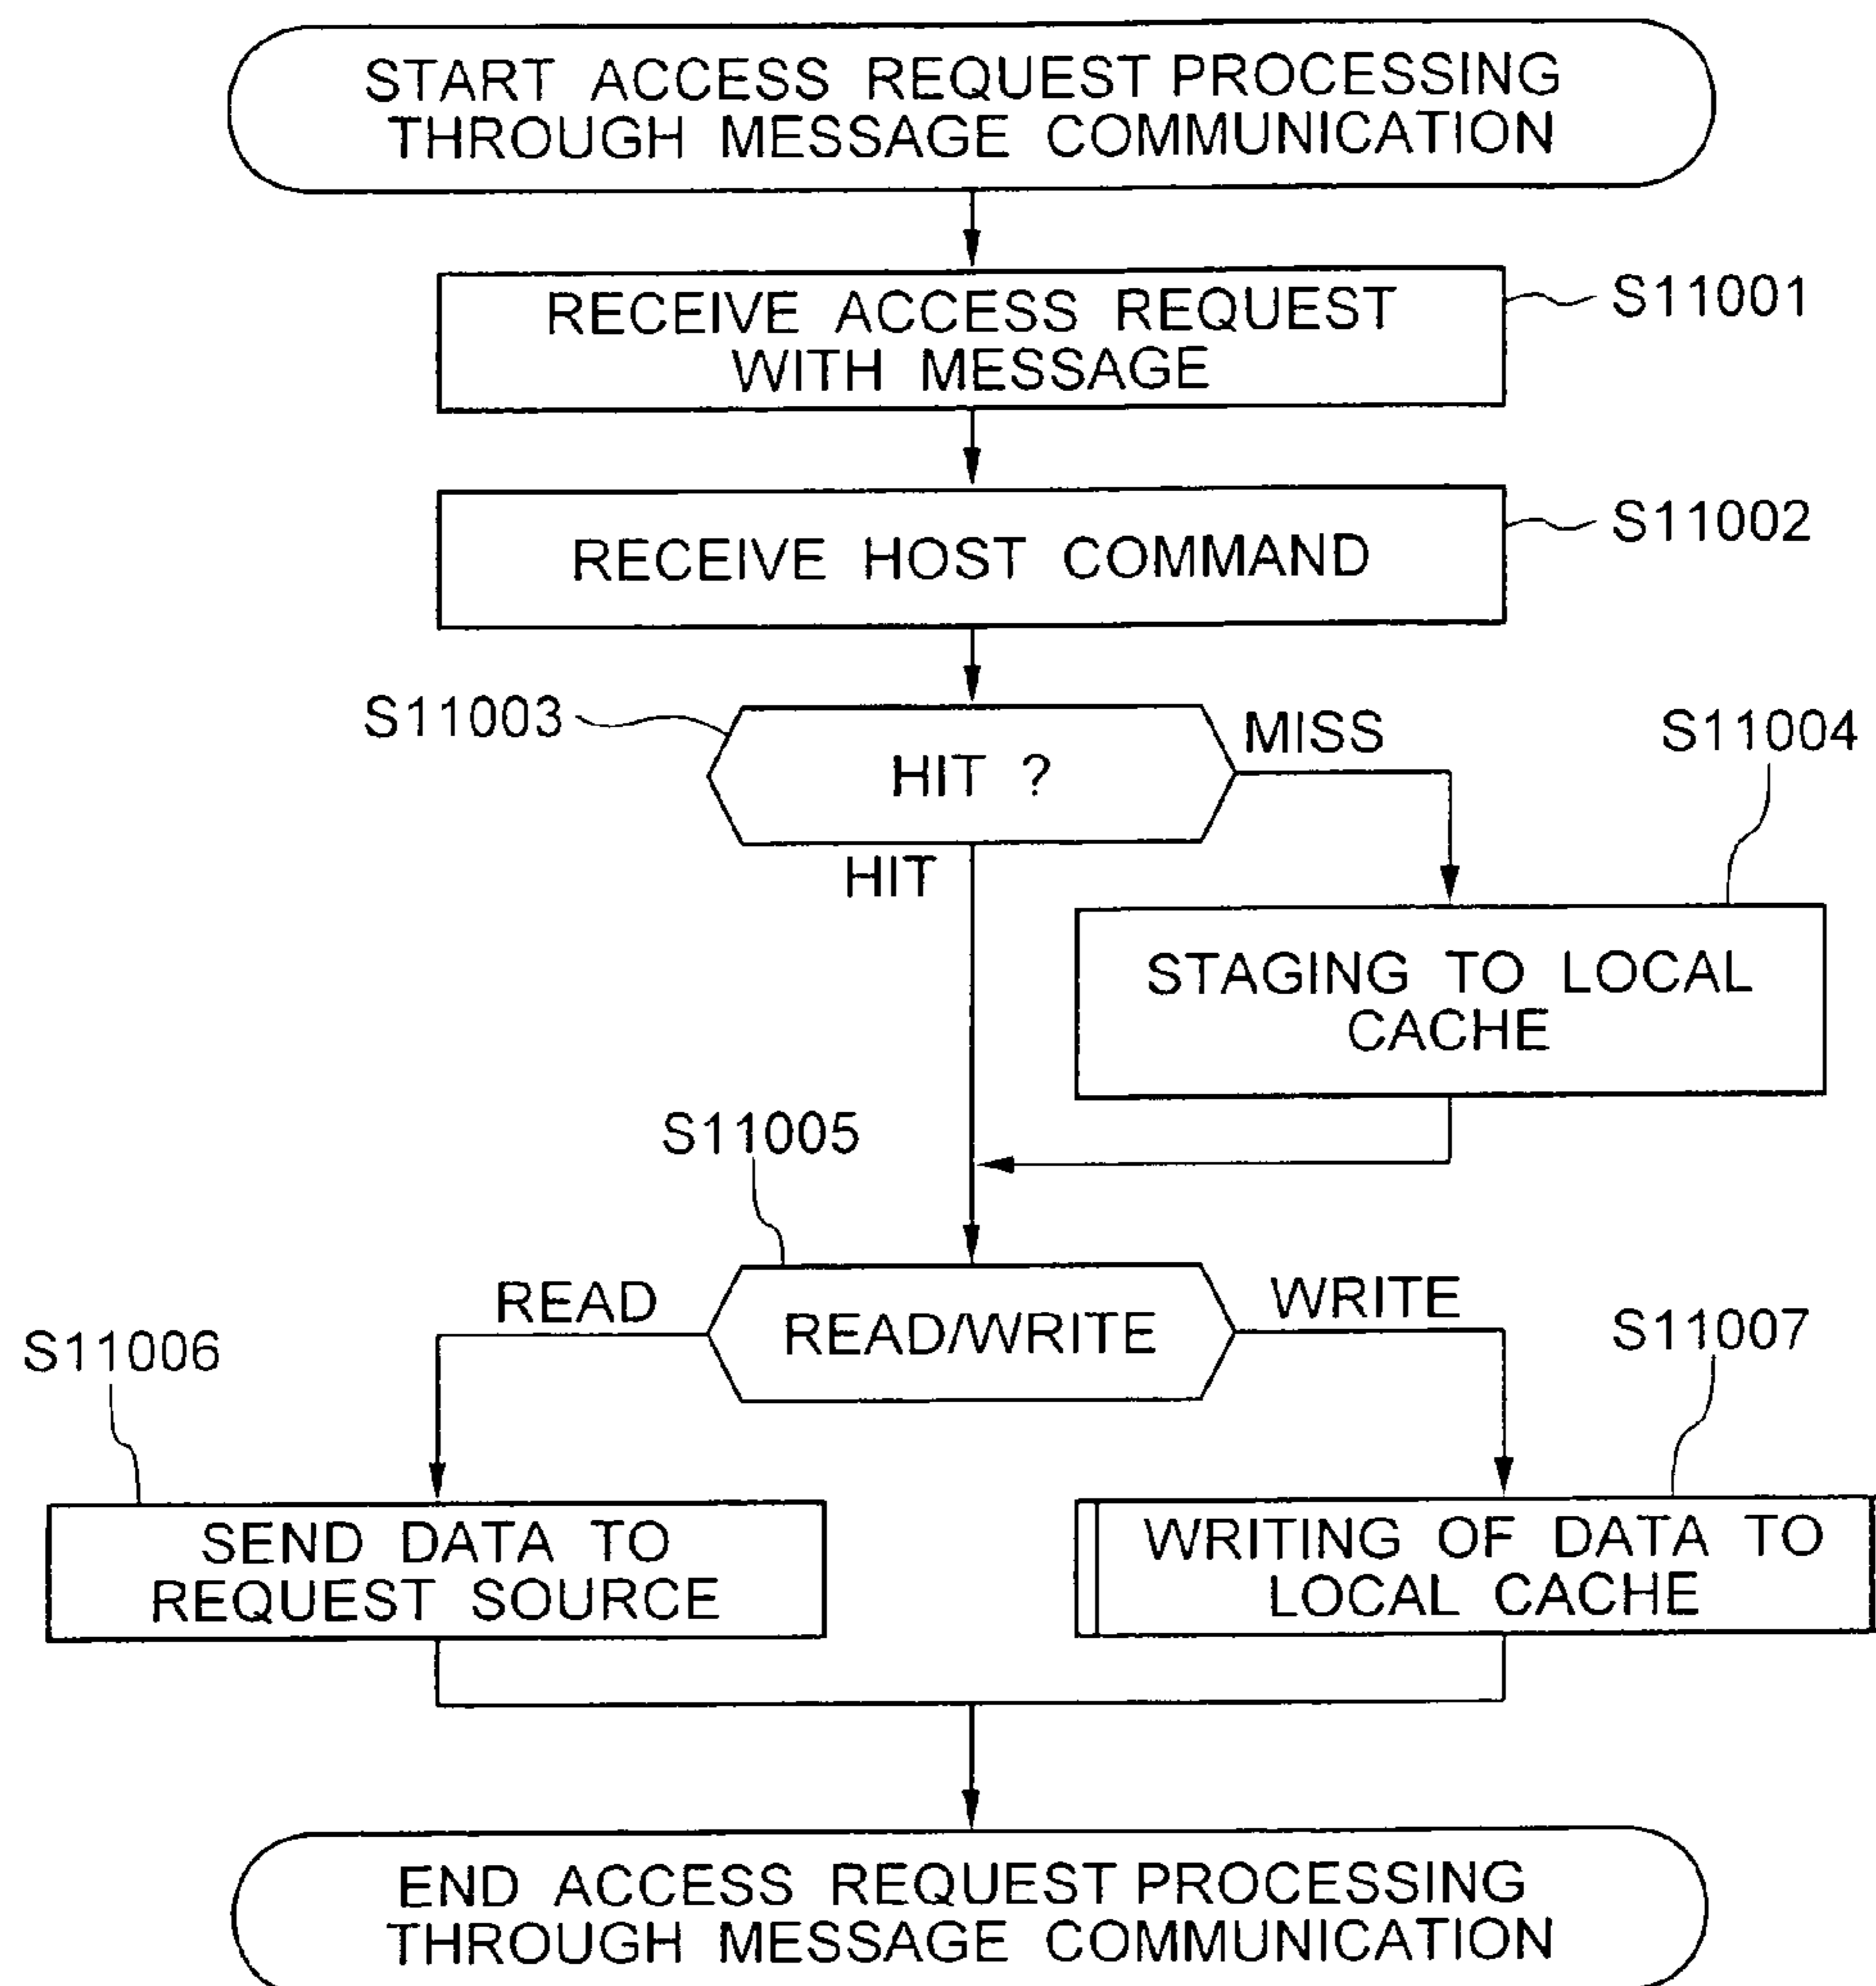 START ACCESS REQUEST PROCESSING
THROUGH MESSAGE COMMUNICATION
RECEIVE ACCESS REQUEST
WITH MESSAGE
S11001
RECEIVE HOST COMMAND
S11002
S11003
HIT ?
MISS
S11004
HIT
STAGING TO LOCAL
CACHE
S11005
READ
READ/WRITE
WRITE
S11006
S11007
SEND DATA TO
REQUEST SOURCE
WRITING OF DATA TO
LOCAL CACHE
END ACCESS REQUEST PROCESSING
THROUGH MESSAGE COMMUNICATION